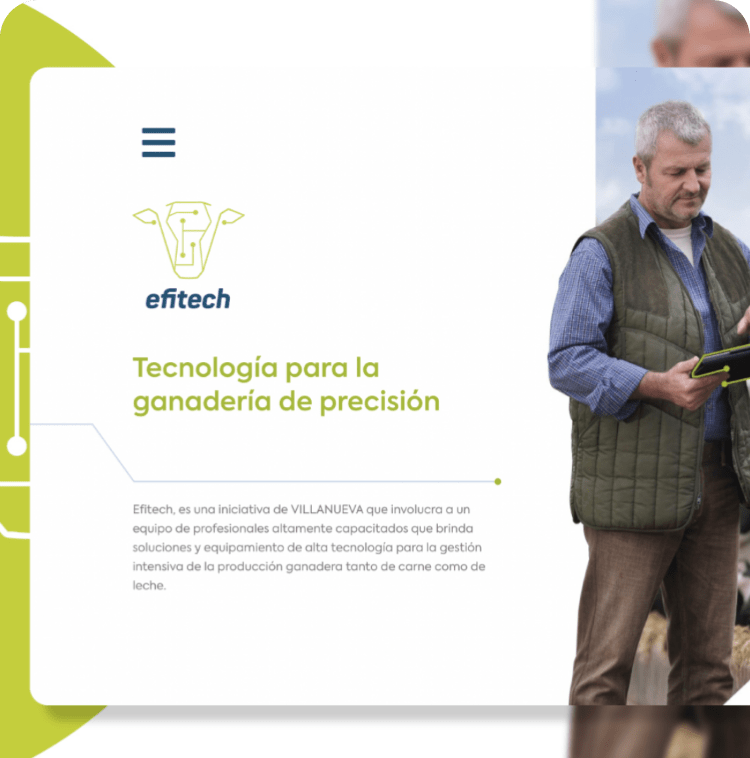 efitech
Tecnología para la
ganadería de precisión
Efitech, es una iniciativa de VILLANUEVA que involucra a un
equipo de profesionales altamente capacitados que brinda
soluciones y equipamiento de alta tecnología para la gestión
intensiva de la producción ganadera tanto de carne como de
leche.